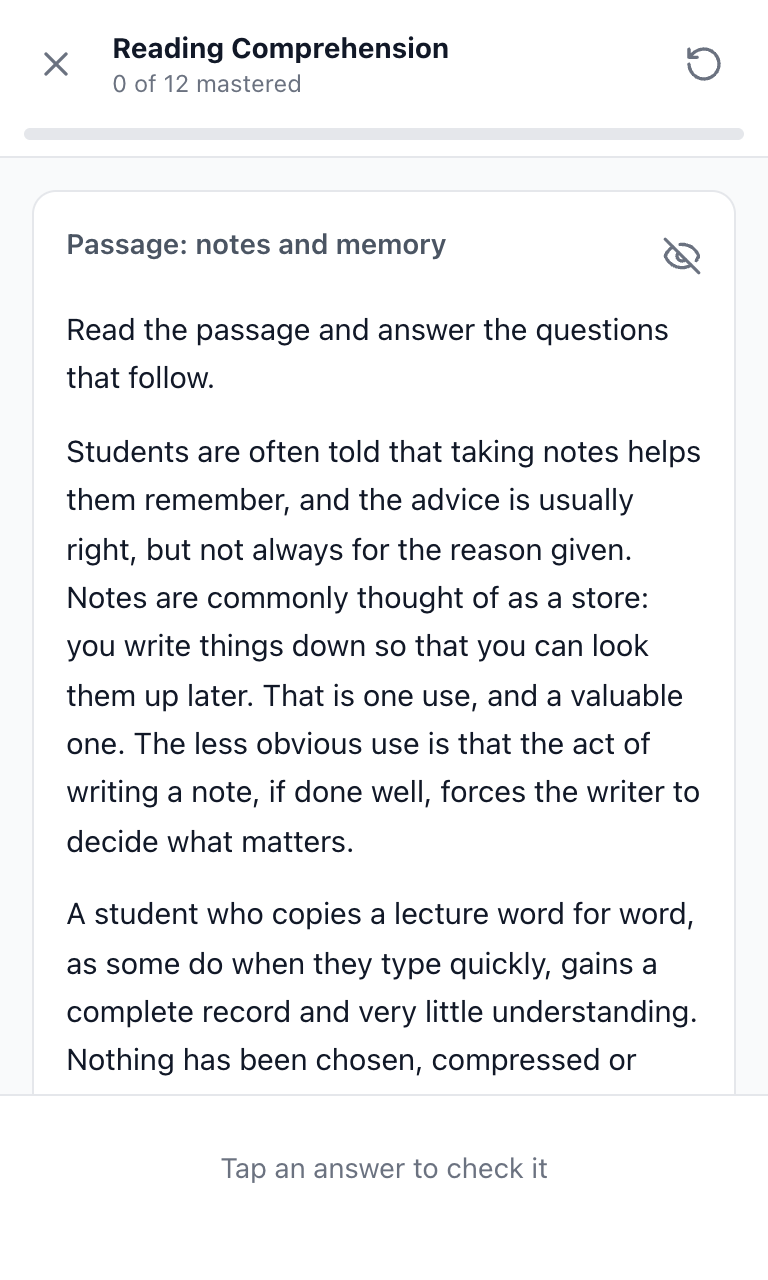 Reading Comprehension
0 of 12 mastered
Passage: notes and memory
Read the passage and answer the questions
that follow.
Students are often told that taking notes helps
them remember, and the advice is usually
right, but not always for the reason given.
Notes are commonly thought of as a store:
you write things down so that you can look
them up later. That is one use, and a valuable
one. The less obvious use is that the act of
writing a note, if done well, forces the writer to
decide what matters.
A student who copies a lecture word for word,
as some do when they type quickly, gains a
complete record and very little understanding.
Nothing has been chosen, compressed or
Tap an answer to check it